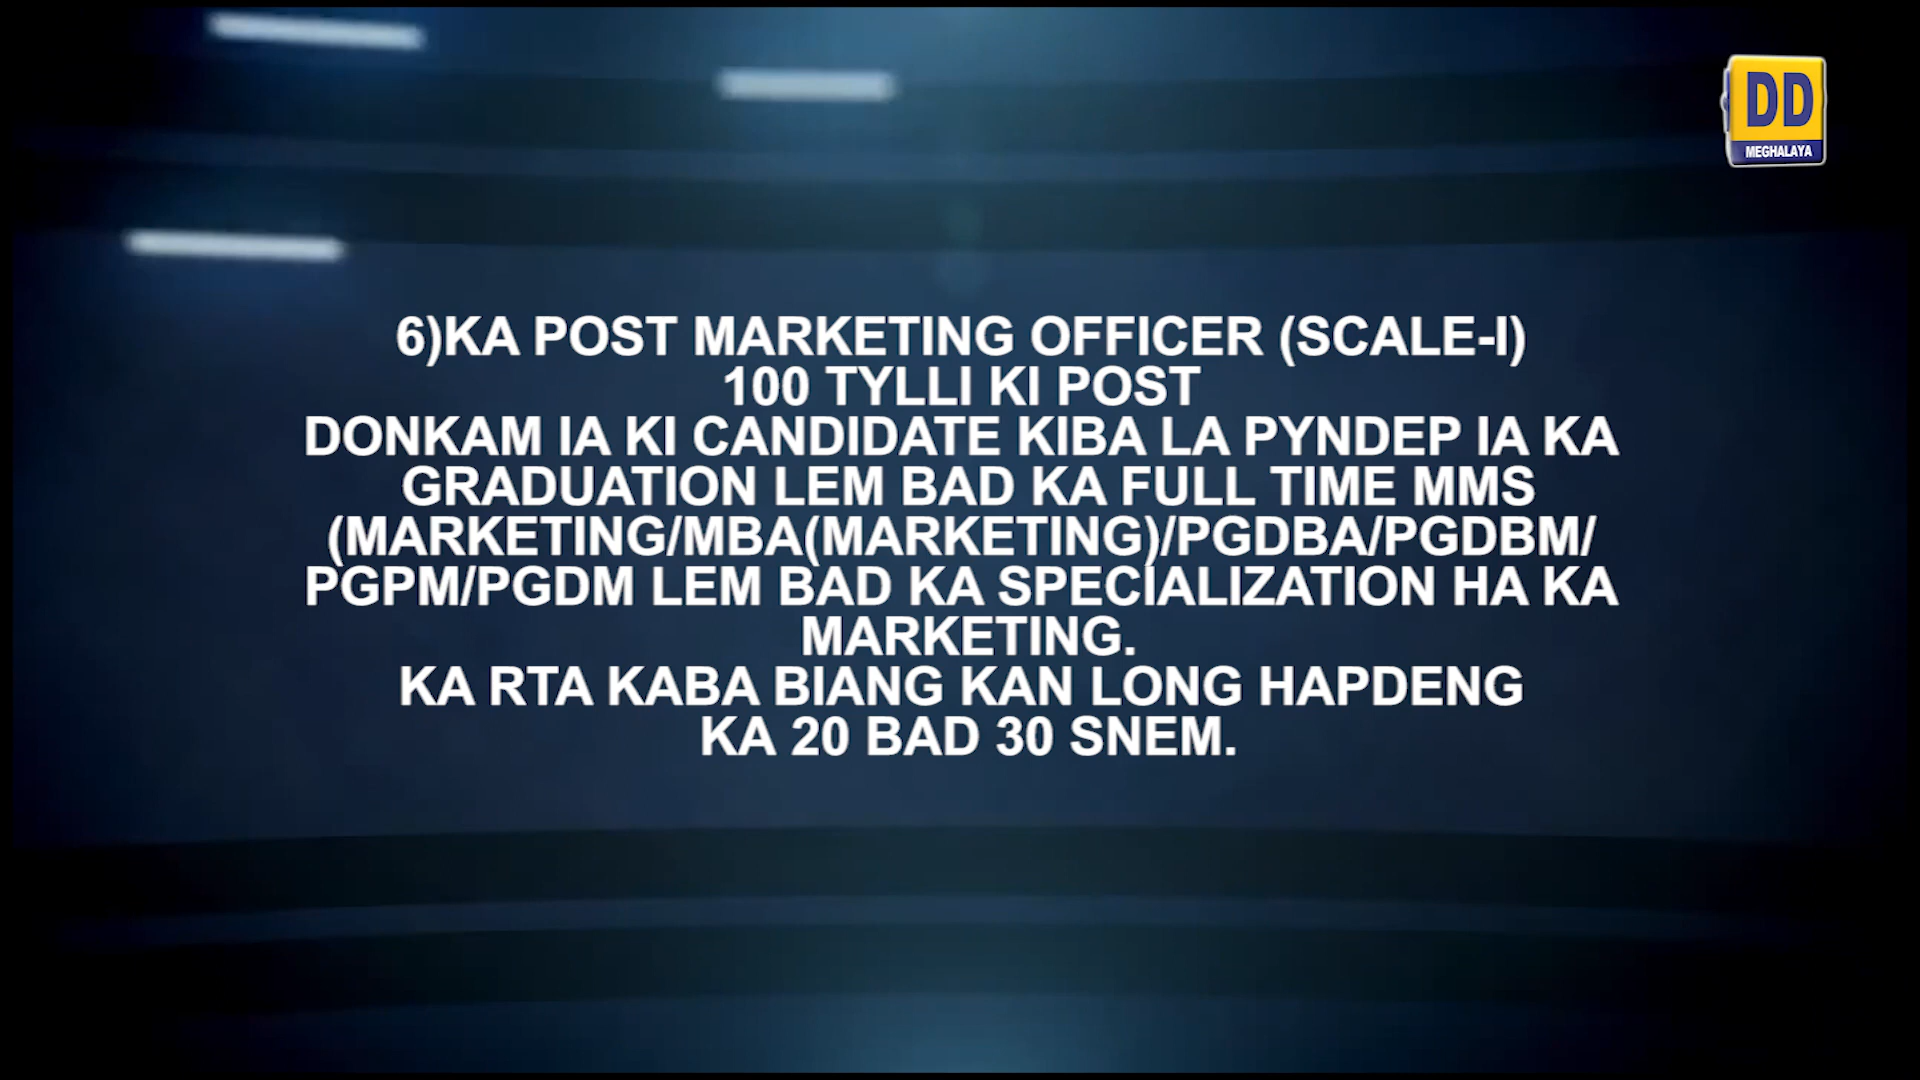 DD
MEGHALAYA
6)KA POST MARKETING OFFICER (SCALE-I)
100 TYLLI KI POST
DONKAM IA KI CANDIDATE KIBA LA PYNDEP IA KA
GRADUATION LEM BAD KA FULL TIME MMS
(MARKETING/MBA(MARKETING)/PGDBA/PGDBM/
PGPM/PGDM LEM BAD KA SPECIALIZATION HA KA
MARKETING.
KA RTA KABA BIANG KAN LONG HAPDENG
KA 20 BAD 30 SNEM.